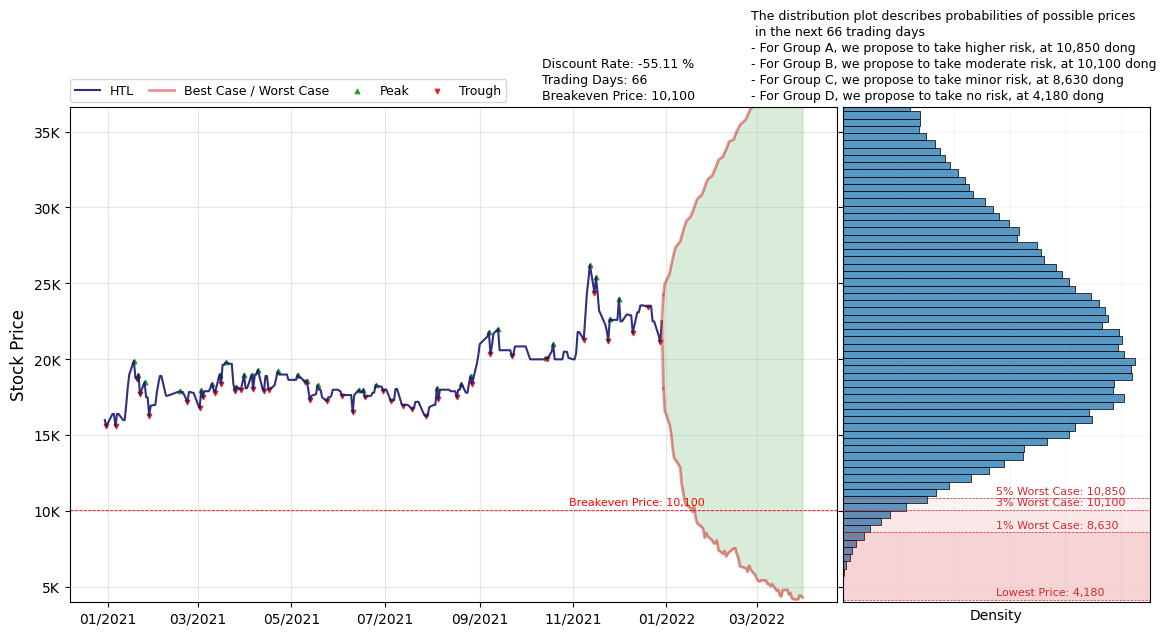 The distribution plot describes probabilities of possible prices
in the next 66 trading days
- For Group A, we propose to take higher risk, at 10,850 dong
- For Group B, we propose to take moderate risk, at 10,100 dong
- For Group C, we propose to take minor risk, at 8,630 dong
- For Group D, we propose to take no risk, at 4,180 dong
Discount Rate: -55.11 %
Trading Days: 66
Breakeven Price: 10,100
HTL Best Case / Worst Case Peak Trough
Stock Price
35K
30K
25K
20K
15K
10K
5K
Breakeven Price: 10,100
5% Worst Case: 10,850
3% Worst Case: 10,100
1% Worst Case: 8,630
Lowest Price: 4,180
01/2021 03/2021 05/2021 07/2021 09/2021 11/2021 01/2022 03/2022
Density